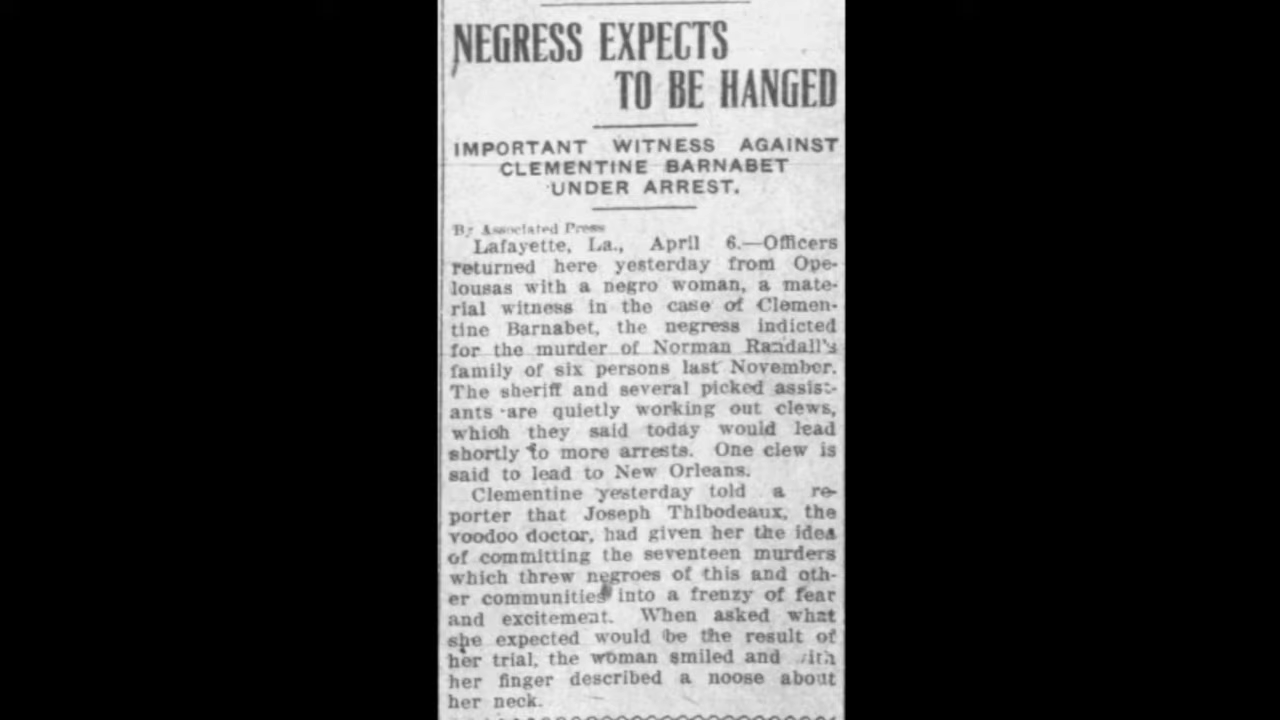 NEGRESS EXPECTS
TO BE HANGED
IMPORTANT WITNESS AGAINST
CLEMENTINE BARNABET
UNDER ARREST.
By Associated Press
Lafayette, La., April 6.—Officers
returned here yesterday from Ope-
lousas with a negro woman, a mate-
rial witness in the case of Clemen-
tine Barnabet, the negress indicted
for the murder of Norman Randall's
family of six persons last November.
The sheriff and several picked assist-
ants are quietly working out clews,
which they said today would lead
shortly to more arrests. One clew is
said to lead to New Orleans.
Clementine yesterday told a re-
porter that Joseph Thibodeaux, the
voodoo doctor, had given her the idea
of committing the seventeen murders
which threw negroes of this and oth-
er communities into a frenzy of fear
and excitement. When asked what
she expected would be the result of
her trial, the woman smiled and with
her finger described a noose about
her neck.